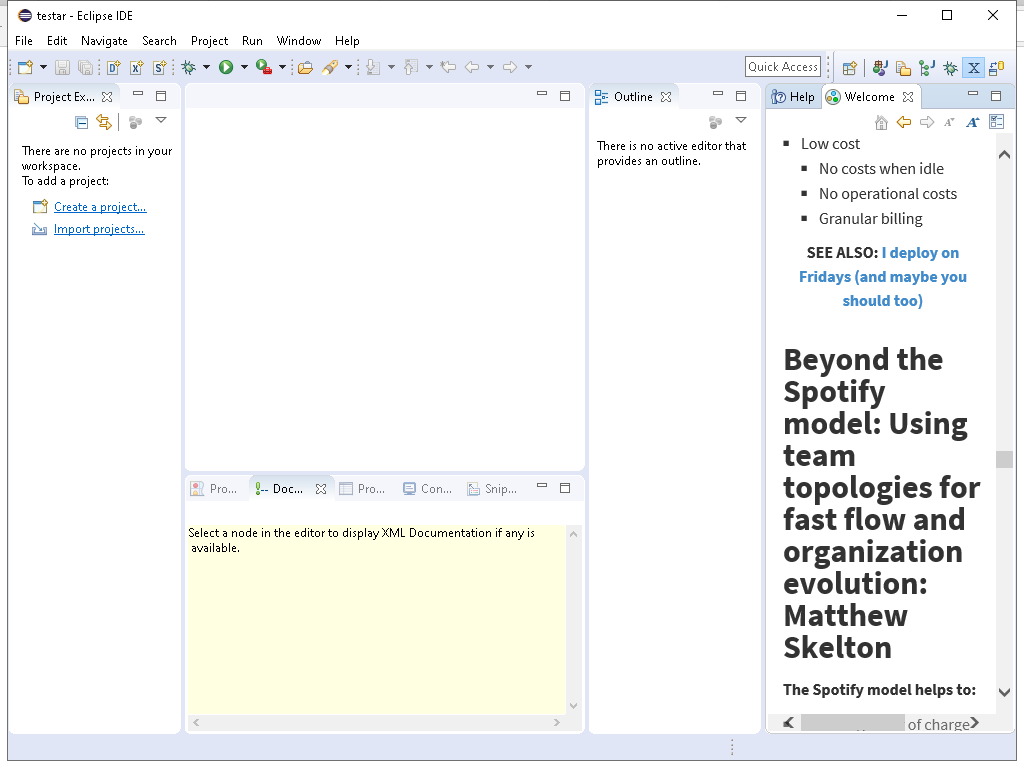 testar - Eclipse IDE
File Edit Navigate Search Project Run Window Help
Quick Access
Project Ex...
There are no projects in your
workspace.
To add a project:
Create a project...
Import projects...
Pro...
Doc...
Pro...
Con...
Snip...
Select a node in the editor to display XML Documentation if any is
available.
Outline
There is no active editor that
provides an outline.
Help
Welcome
Low cost
No costs when idle
No operational costs
Granular billing
SEE ALSO: I deploy on
Fridays (and maybe you
should too)
Beyond the
Spotify
model: Using
team
topologies for
fast flow and
organization
evolution:
Matthew
Skelton
The Spotify model helps to:
of charge